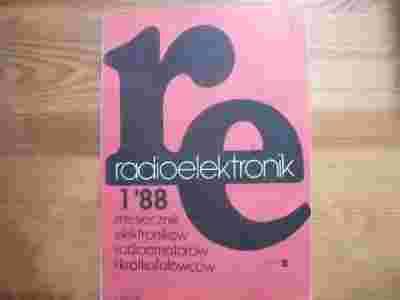 re
radioelektronik
1'88
miesięcznik
elektroników
radioamatorów
i krótkofalowców